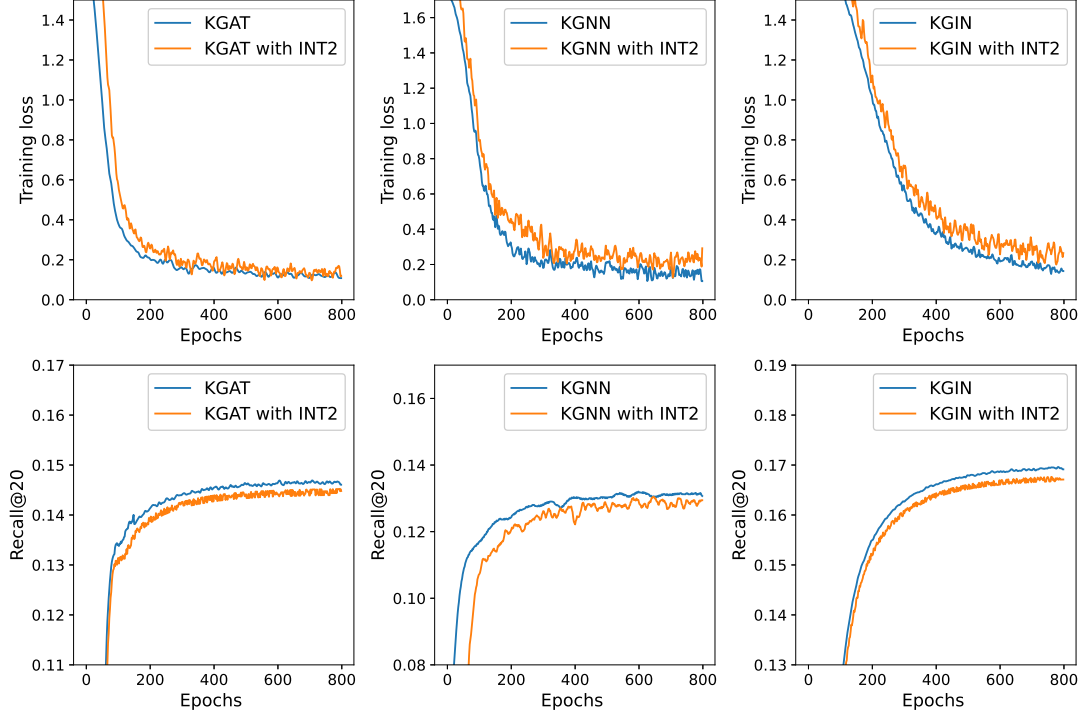 KGAT
KGAT with INT2
1.4
1.2
1.0
0.8
0.6
0.4
0.2
0.0
Training loss
0 200 400 600 800
Epochs
KGNN
KGNN with INT2
1.6
1.4
1.2
1.0
0.8
0.6
0.4
0.2
0.0
Training loss
0 200 400 600 800
Epochs
KGIN
KGIN with INT2
1.4
1.2
1.0
0.8
0.6
0.4
0.2
0.0
Training loss
0 200 400 600 800
Epochs
KGAT
KGAT with INT2
0.17
0.16
0.15
0.14
0.13
0.12
0.11
Recall@20
0 200 400 600 800
Epochs
KGNN
KGNN with INT2
0.16
0.14
0.12
0.10
0.08
Recall@20
0 200 400 600 800
Epochs
KGIN
KGIN with INT2
0.19
0.18
0.17
0.16
0.15
0.14
0.13
Recall@20
0 200 400 600 800
Epochs